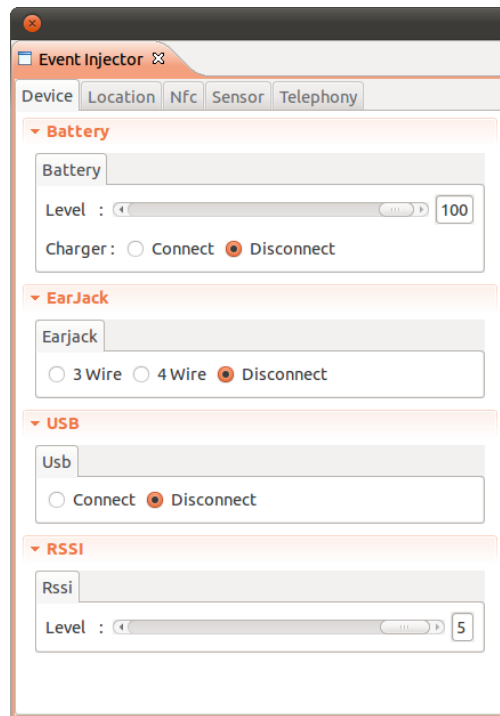 Event Injector
Device Location Nfc Sensor Telephony
Battery
Battery
Level : 100
Charger: Connect Disconnect
EarJack
Earjack
3 Wire 4 Wire Disconnect
USB
Usb
Connect Disconnect
RSSI
Rssi
Level : 5